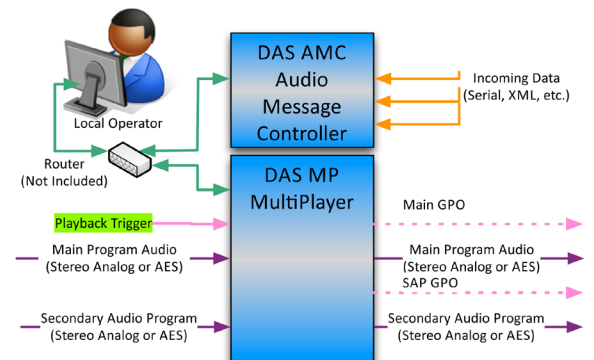 DAS AMC
Audio
Message
Controller
Incoming Data
(Serial, XML, etc.)
Local Operator
Router
(Not Included)
DAS MP
MultiPlayer
Playback Trigger
Main GPO
Main Program Audio
(Stereo Analog or AES)
Main Program Audio
(Stereo Analog or AES)
SAP GPO
Secondary Audio Program
(Stereo Analog or AES)
Secondary Audio Program
(Stereo Analog or AES)